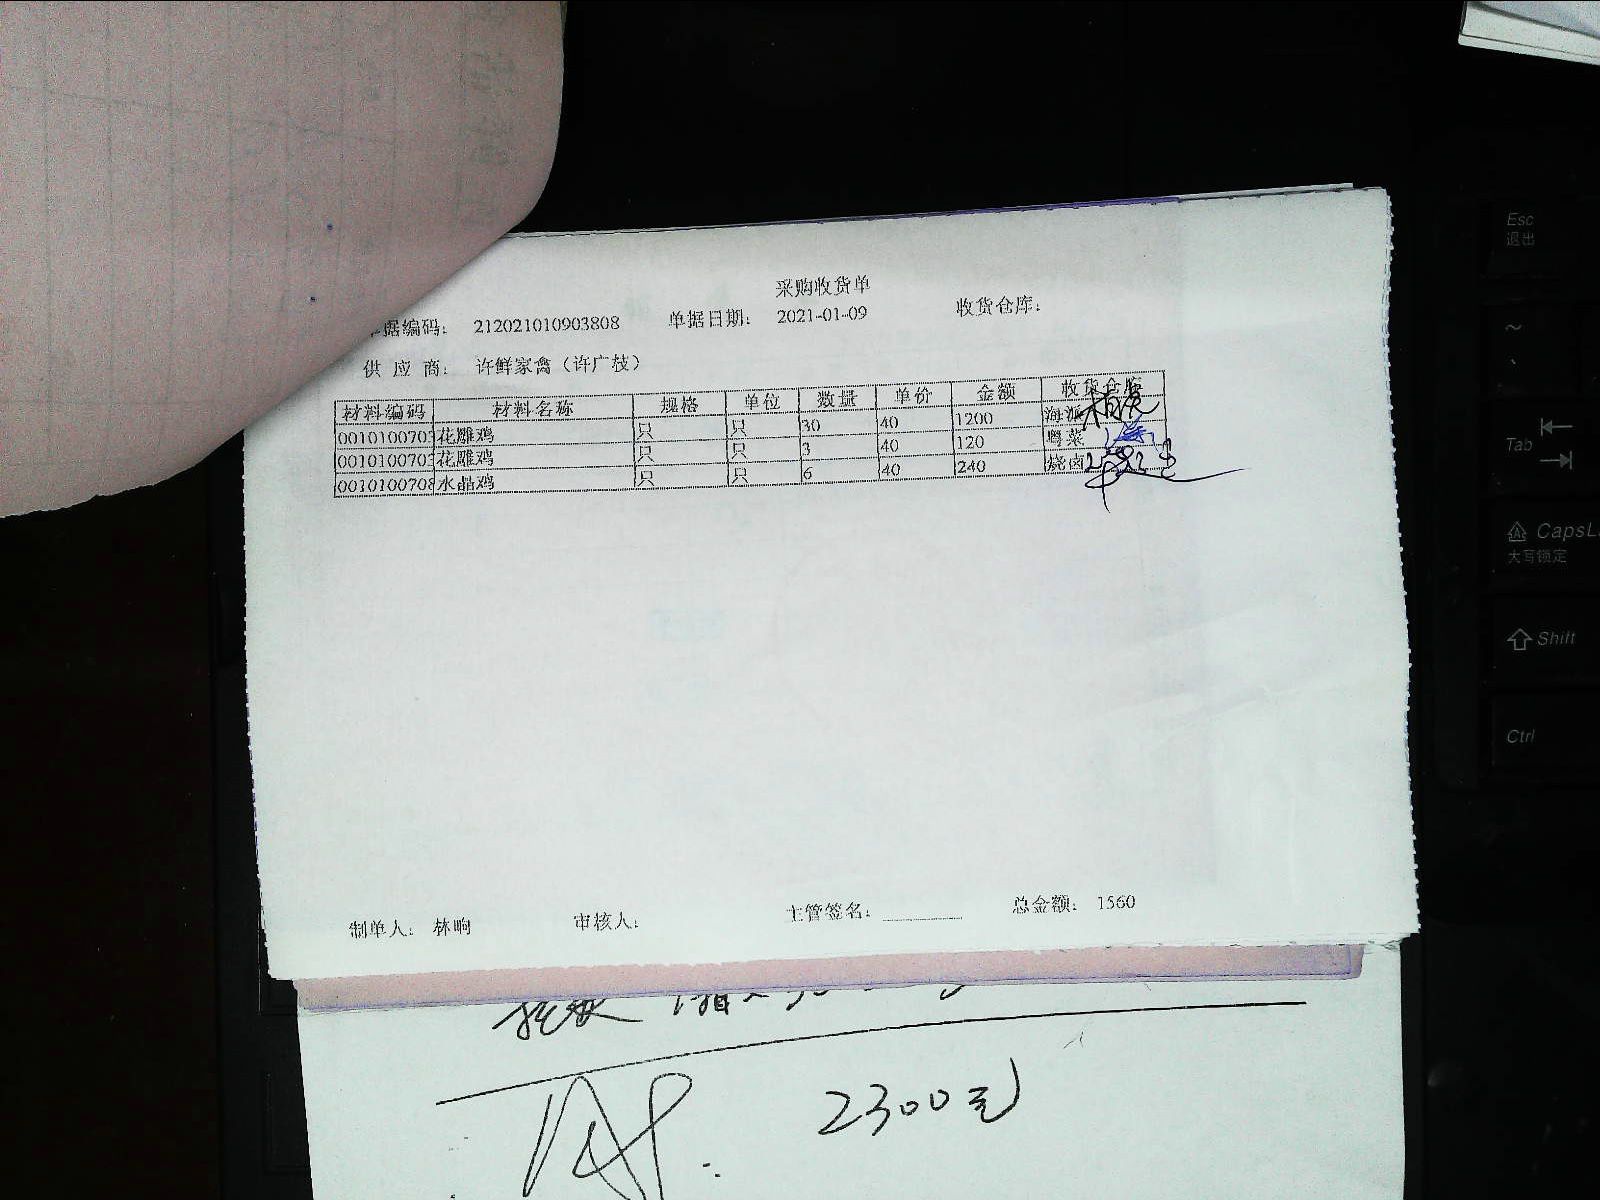 采购收货单
单据编码： 212021010903808 单据日期： 2021-01-09 收货仓库：
供 应 商： 许鲜家禽（许广枝）
材料编码 材料名称 规格 单位 数量 单价 金额 收货仓库
0010100703 花雕鸡 只 只 30 40 1200 海派
0010100703 花雕鸡 只 只 3 40 120 粤菜
0010100708 水晶鸡 只 只 6 40 240 烧卤
制单人： 林晌 审核人： 主管签名： 总金额： 1560
2300元
Esc
退出
~
Tab
CapsL
大写锁定
Shift
Ctrl